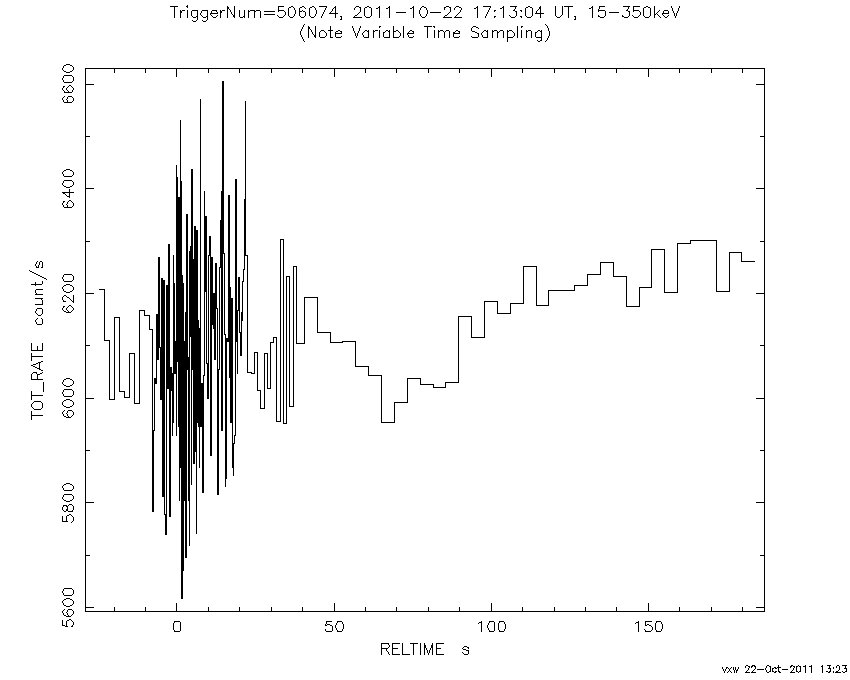 TriggerNum=506074, 2011-10-22 17:13:04 UT, 15-350keV
(Note Variable Time Sampling)
6600
6400
6200
6000
5800
5600
TOT_RATE count/s
0 50 100 150
RELTIME s
vxw 22-Oct-2011 13:23